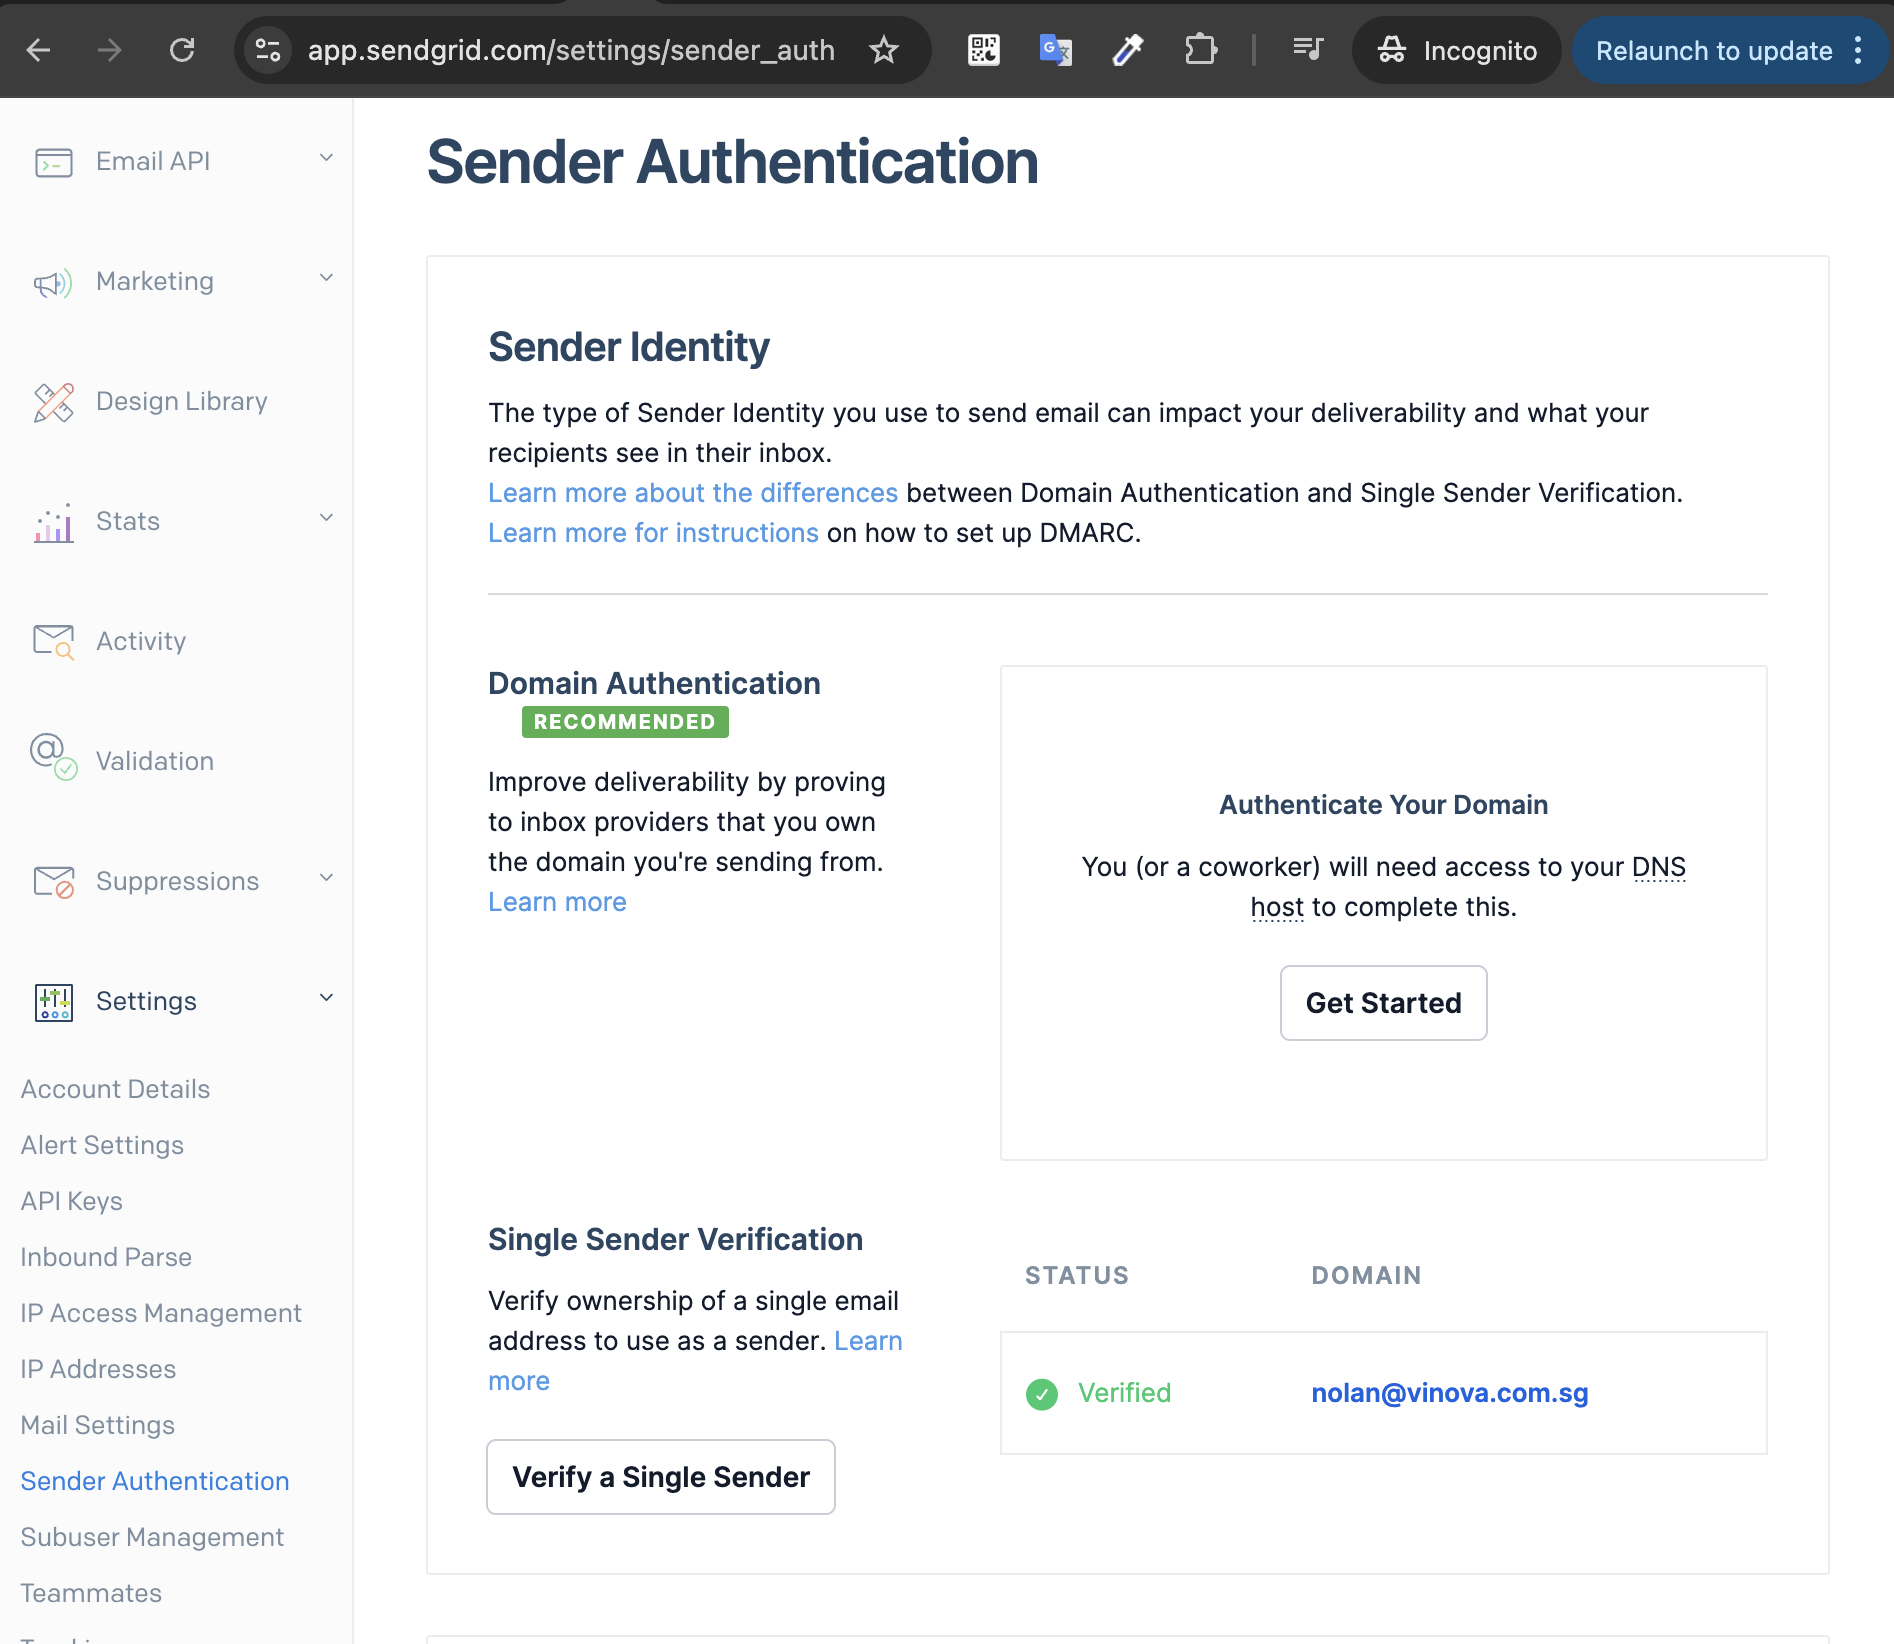 app.sendgrid.com/settings/sender_auth
Incognito
Relaunch to update
Email API
Marketing
Design Library
Stats
Activity
Validation
Suppressions
Settings
Account Details
Alert Settings
API Keys
Inbound Parse
IP Access Management
IP Addresses
Mail Settings
Sender Authentication
Subuser Management
Teammates
Sender Authentication
Sender Identity
The type of Sender Identity you use to send email can impact your deliverability and what your
recipients see in their inbox.
Learn more about the differences between Domain Authentication and Single Sender Verification.
Learn more for instructions on how to set up DMARC.
Domain Authentication
RECOMMENDED
Improve deliverability by proving
to inbox providers that you own
the domain you're sending from.
Learn more
Authenticate Your Domain
You (or a coworker) will need access to your DNS
host to complete this.
Get Started
Single Sender Verification
Verify ownership of a single email
address to use as a sender. Learn
more
Verify a Single Sender
STATUS DOMAIN
Verified nolan@vinova.com.sg